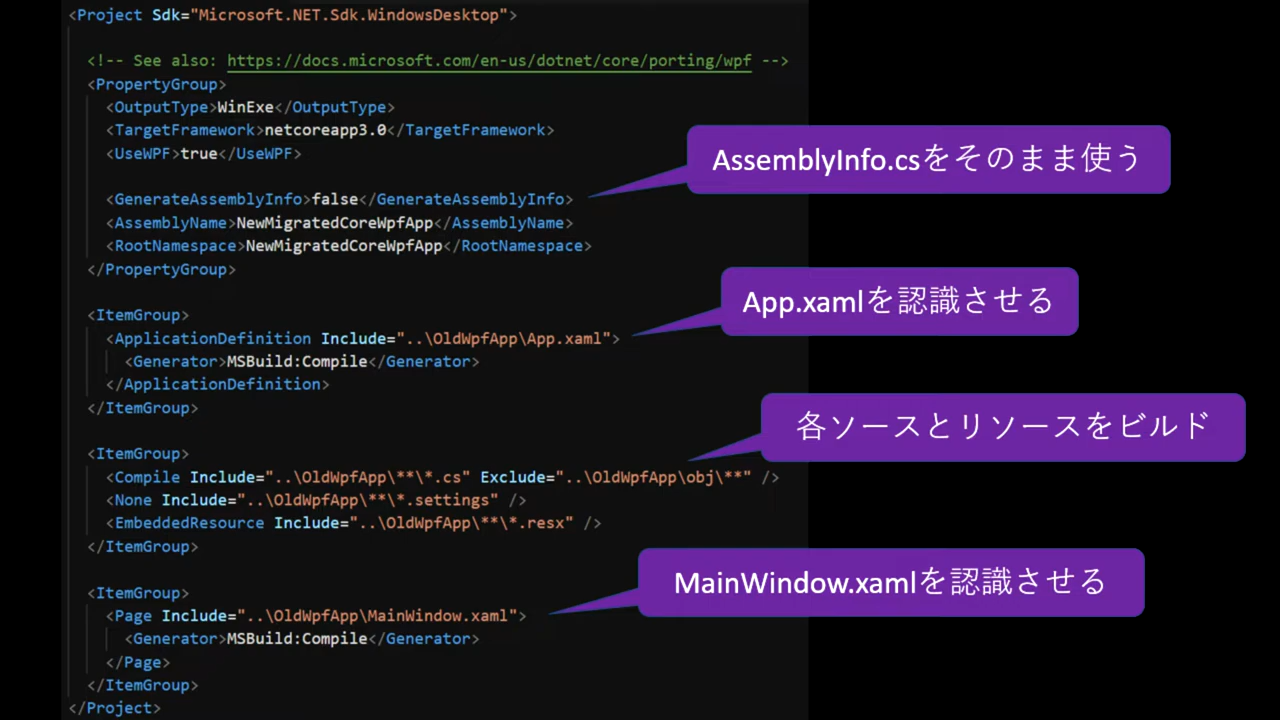 <Project Sdk="Microsoft.NET.Sdk.WindowsDesktop">
<!-- See also: https://docs.microsoft.com/en-us/dotnet/core/porting/wpf -->
<PropertyGroup>
<OutputType>WinExe</OutputType>
<TargetFramework>netcoreapp3.0</TargetFramework>
<UseWPF>true</UseWPF>
AssemblyInfo.csをそのまま使う
<GenerateAssemblyInfo>false</GenerateAssemblyInfo>
<AssemblyName>NewMigratedCoreWpfApp</AssemblyName>
<RootNamespace>NewMigratedCoreWpfApp</RootNamespace>
</PropertyGroup>
App.xamlを認識させる
<ItemGroup>
<ApplicationDefinition Include="..\OldWpfApp\App.xaml">
<Generator>MSBuild:Compile</Generator>
</ApplicationDefinition>
</ItemGroup>
各ソースとリソースをビルド
<ItemGroup>
<Compile Include="..\OldWpfApp\**\*.cs" Exclude="..\OldWpfApp\obj\**" />
<None Include="..\OldWpfApp\**\*.settings" />
<EmbeddedResource Include="..\OldWpfApp\**\*.resx" />
</ItemGroup>
MainWindow.xamlを認識させる
<ItemGroup>
<Page Include="..\OldWpfApp\MainWindow.xaml">
<Generator>MSBuild:Compile</Generator>
</Page>
</ItemGroup>
</Project>